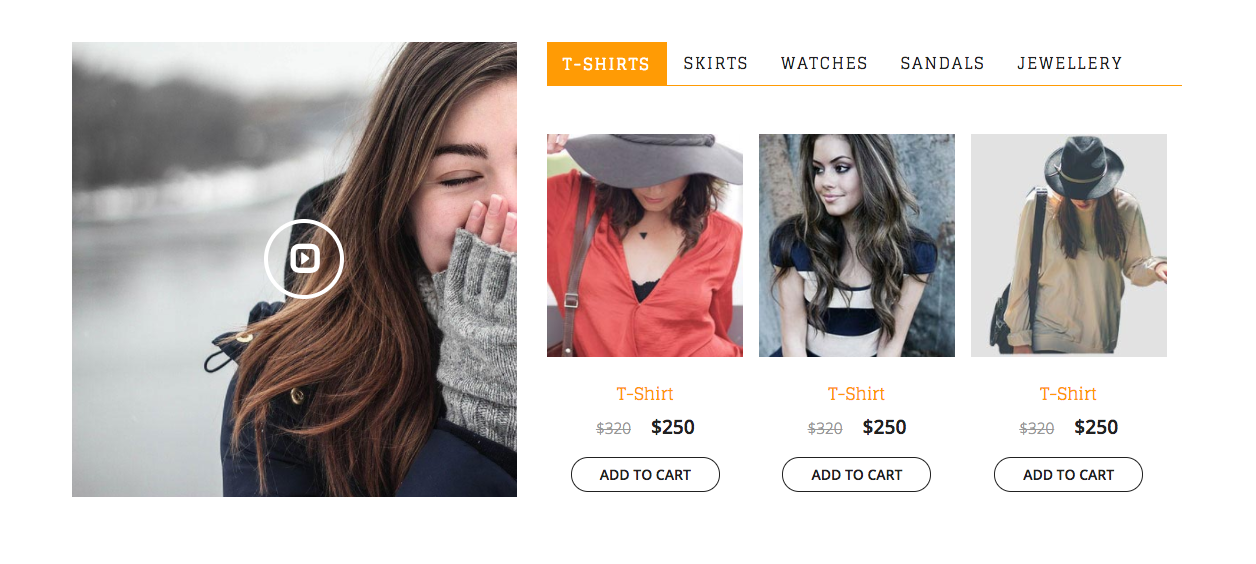 T-SHIRTS SKIRTS WATCHES SANDALS JEWELLERY
T-Shirt T-Shirt T-Shirt
$320 $250 $320 $250 $320 $250
ADD TO CART ADD TO CART ADD TO CART